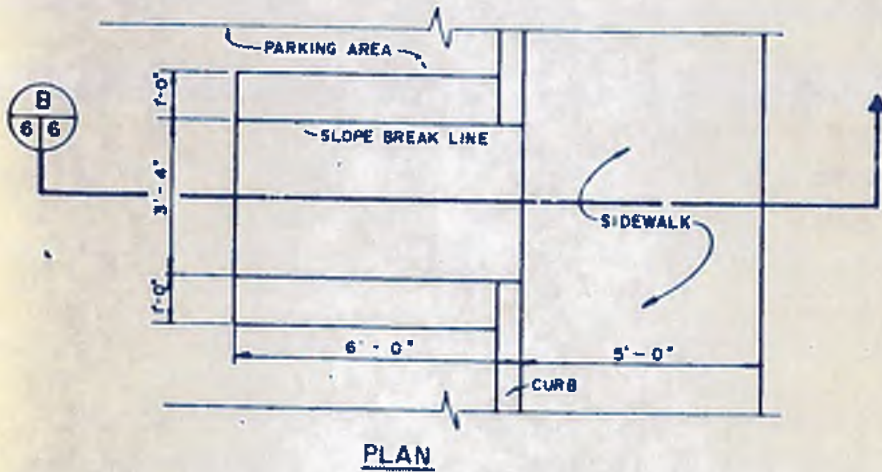 PARKING AREA
1'-0"
B
6 6
SLOPE BREAK LINE
3'-4"
SIDEWALK
1'-0"
6'-0"
5'-0"
CURB
PLAN